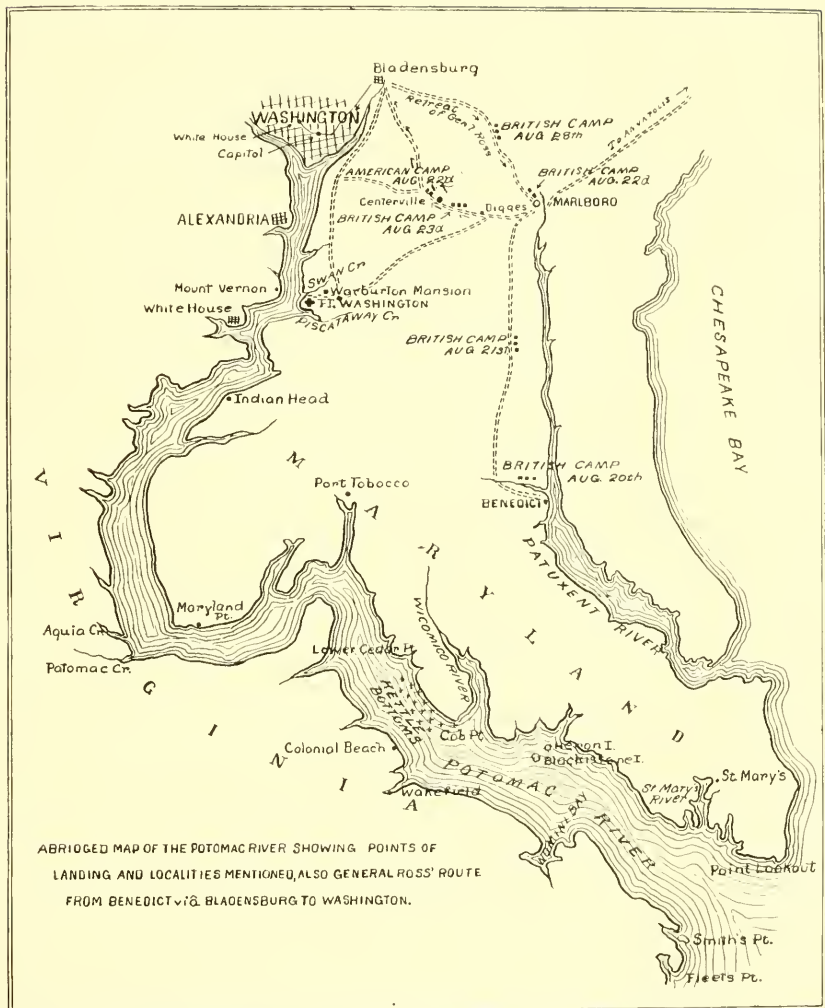 Bladensburg
WASHINGTON
White House
Capitol
Retreat
of Genl Ross
BRITISH CAMP
AUG 28th
TO ANNAPOLIS
AMERICAN CAMP
AUG 22d
BRITISH CAMP
AUG. 22d
Centerville
Digges
MARLBORO
ALEXANDRIA
BRITISH CAMP
AUG 23d
SWAN Cr
Mount Vernon
Warburton Mansion
White House
FT. WASHINGTON
PISCATAWAY Cr
CHESAPEAKE BAY
BRITISH CAMP
AUG 21st
Indian Head
MARYLAND
VIRGINIA
Port Tobacco
BRITISH CAMP
AUG. 20th
BENEDICT
PATUXENT RIVER
Maryland
Pt.
WICOMICO RIVER
Aquia Cr.
Potomac Cr.
Lower Cedar Pt.
KETTLE
BOTTOMS
Cob Pt.
Colonial Beach
Heron I.
Blackistone I.
POTOMAC RIVER
Wakefield
St Mary's
St Mary's
River
Point Lookout
Smith's Pt.
Fleets Pt.
ABRIDGED MAP OF THE POTOMAC RIVER SHOWING POINTS OF
LANDING AND LOCALITIES MENTIONED, ALSO GENERAL ROSS' ROUTE
FROM BENEDICT viâ BLADENSBURG TO WASHINGTON.